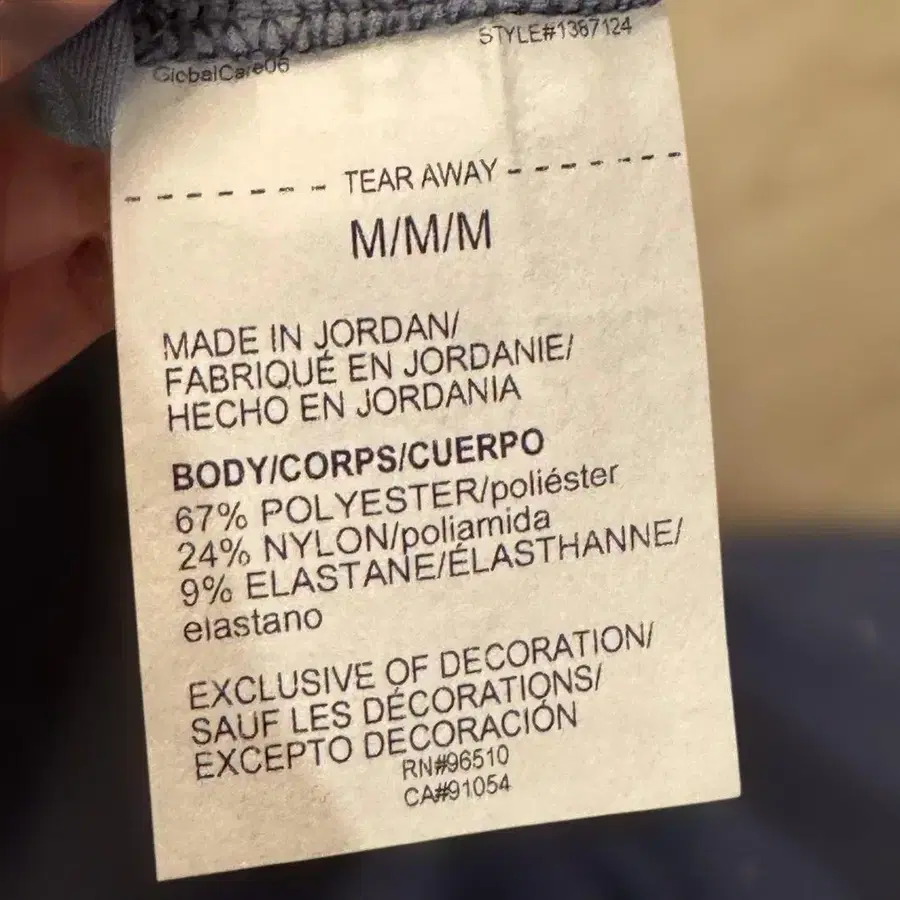 STYLE#1367124
GlobalCare06
TEAR AWAY
M/M/M
MADE IN JORDAN/
FABRIQUÉ EN JORDANIE/
HECHO EN JORDANIA
BODY/CORPS/CUERPO
67% POLYESTER/poliéster
24% NYLON/poliamida
9% ELASTANE/ÉLASTHANNE/
elastano
EXCLUSIVE OF DECORATION/
SAUF LES DÉCORATIONS/
EXCEPTO DECORACIÓN
RN#96510
CA#91054